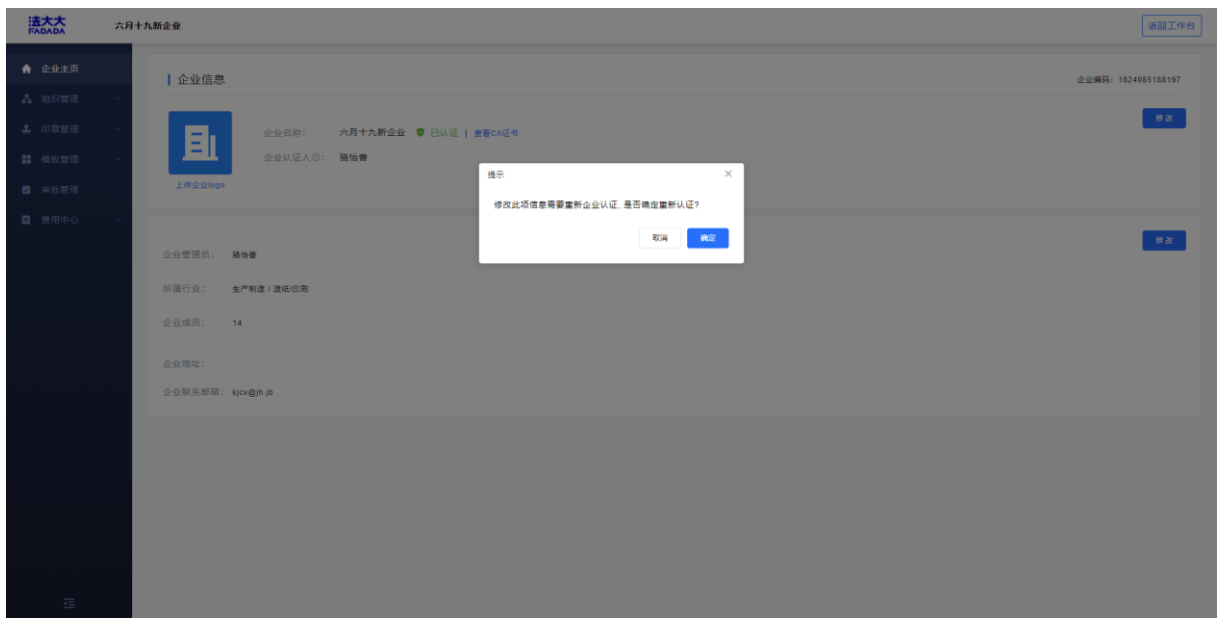 法大大
FADADA
六月十九新企业
返回工作台
企业主页
组织管理
印章管理
模板管理
审批管理
费用中心
企业信息
企业编码：1624085188197
修改
企业名称： 六月十九新企业 已认证 | 查看CA证书
企业认证人： 骆怡睿
上传企业logo
提示
修改此项信息需要重新企业认证, 是否确定重新认证?
取消 确定
修改
企业管理员： 骆怡睿
所属行业： 生产制造 / 造纸/印刷
企业成员： 14
企业地址：
企业联系邮箱： kjcv@jh.jb